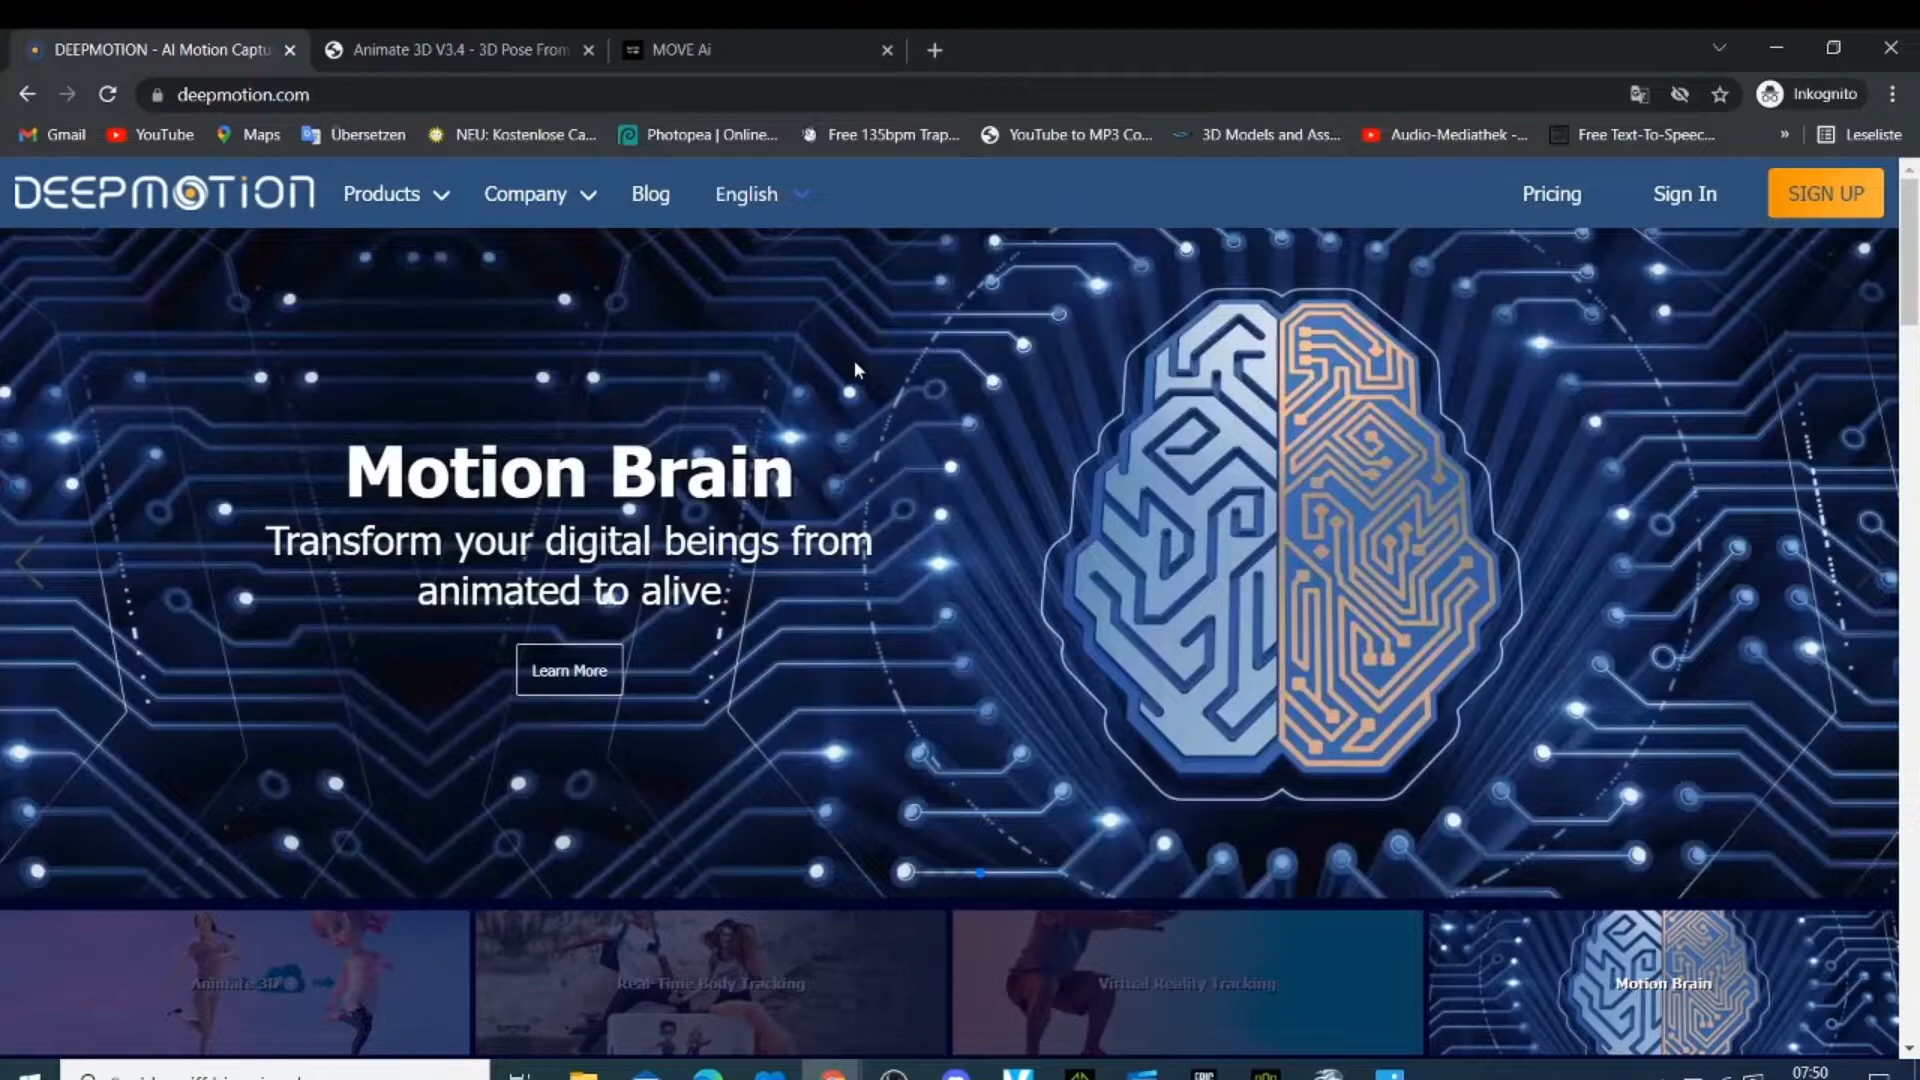 DEEPMOTION - AI Motion Captu
Animate 3D V3.4 - 3D Pose From
MOVE Ai
deepmotion.com
Inkognito
Gmail
YouTube
Maps
Übersetzen
NEU: Kostenlose Ca...
Photopea | Online...
Free 135bpm Trap...
YouTube to MP3 Co...
3D Models and Ass...
Audio-Mediathek -...
Free Text-To-Speec...
»
Leseliste
DEEPMOTION
Products
Company
Blog
English
Pricing
Sign In
SIGN UP
Motion Brain
Transform your digital beings from
animated to alive
Learn More
Animate 3D
Real-Time Body Tracking
Virtual Reality Tracking
Motion Brain
07:50